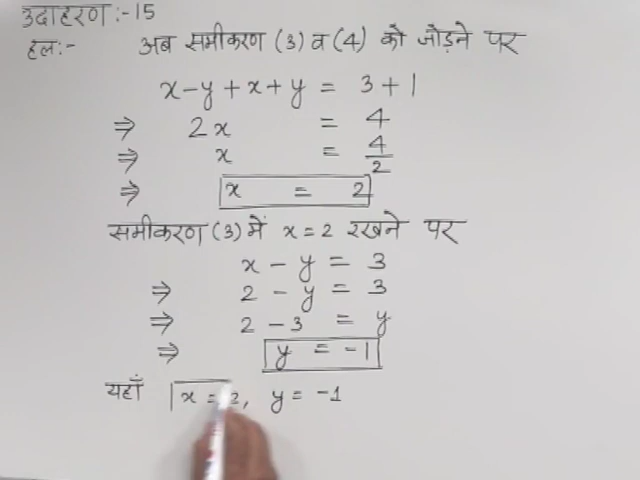 उदाहरण :- 15
हल :- अब समीकरण (3) व (4) को जोड़ने पर
x - y + x + y = 3 + 1
⇒ 2x = 4
⇒ x = 4/2
⇒ x = 2
समीकरण (3) में x = 2 रखने पर
x - y = 3
⇒ 2 - y = 3
⇒ 2 - 3 = y
⇒ y = -1
यहाँ x = 2, y = -1